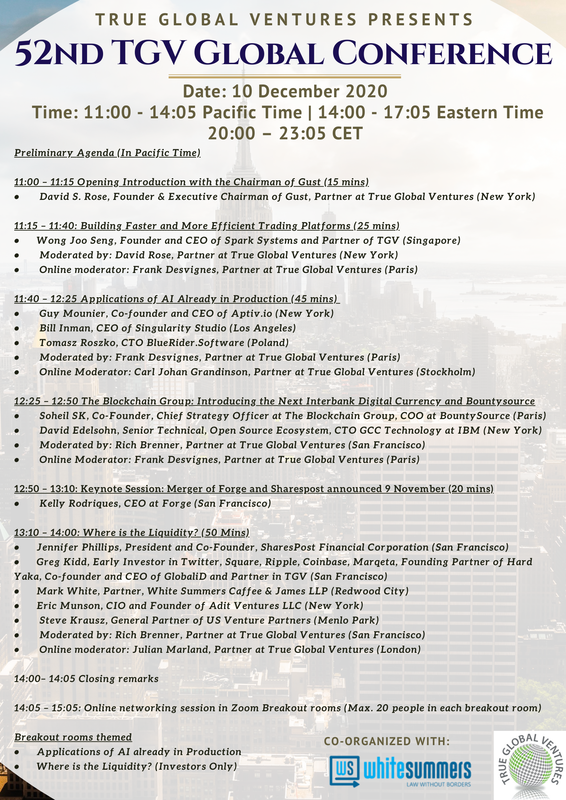 TRUE GLOBAL VENTURES PRESENTS
52ND TGV GLOBAL CONFERENCE
Date: 10 December 2020
Time: 11:00 - 14:05 Pacific Time | 14:00 - 17:05 Eastern Time
20:00 – 23:05 CET
Preliminary Agenda (In Pacific Time)
11:00 – 11:15 Opening Introduction with the Chairman of Gust (15 mins)
• David S. Rose, Founder & Executive Chairman of Gust, Partner at True Global Ventures (New York)
11:15 – 11:40: Building Faster and More Efficient Trading Platforms (25 mins)
• Wong Joo Seng, Founder and CEO of Spark Systems and Partner of TGV (Singapore)
• Moderated by: David Rose, Partner at True Global Ventures (New York)
• Online moderator: Frank Desvignes, Partner at True Global Ventures (Paris)
11:40 – 12:25 Applications of AI Already in Production (45 mins)
• Guy Mounier, Co-founder and CEO of Aptiv.io (New York)
• Bill Inman, CEO of Singularity Studio (Los Angeles)
• Tomasz Roszko, CTO BlueRider.Software (Poland)
• Moderated by: Frank Desvignes, Partner at True Global Ventures (Paris)
• Online Moderator: Carl Johan Grandinson, Partner at True Global Ventures (Stockholm)
12:25 – 12:50 The Blockchain Group: Introducing the Next Interbank Digital Currency and Bountysource
• Soheil SK, Co-Founder, Chief Strategy Officer at The Blockchain Group, COO at BountySource (Paris)
• David Edelsohn, Senior Technical, Open Source Ecosystem, CTO GCC Technology at IBM (New York)
• Moderated by: Rich Brenner, Partner at True Global Ventures (San Francisco)
• Online Moderator: Frank Desvignes, Partner at True Global Ventures (Paris)
12:50 – 13:10: Keynote Session: Merger of Forge and Sharespost announced 9 November (20 mins)
• Kelly Rodriques, CEO at Forge (San Francisco)
13:10 – 14:00: Where is the Liquidity? (50 Mins)
• Jennifer Phillips, President and Co-Founder, SharesPost Financial Corporation (San Francisco)
• Greg Kidd, Early Investor in Twitter, Square, Ripple, Coinbase, Marqeta, Founding Partner of Hard
Yaka, Co-founder and CEO of GlobaliD and Partner in TGV (San Francisco)
• Mark White, Partner, White Summers Caffee & James LLP (Redwood City)
• Eric Munson, CIO and Founder of Adit Ventures LLC (New York)
• Steve Krausz, General Partner of US Venture Partners (Menlo Park)
• Moderated by: Rich Brenner, Partner at True Global Ventures (San Francisco)
• Online moderator: Julian Marland, Partner at True Global Ventures (London)
14:00– 14:05 Closing remarks
14:05 – 15:05: Online networking session in Zoom Breakout rooms (Max. 20 people in each breakout room)
Breakout rooms themed
• Applications of AI already in Production
• Where is the Liquidity? (Investors Only)
CO-ORGANIZED WITH:
WS whitesummers
LAW WITHOUT BORDERS
TRUE GLOBAL VENTURES